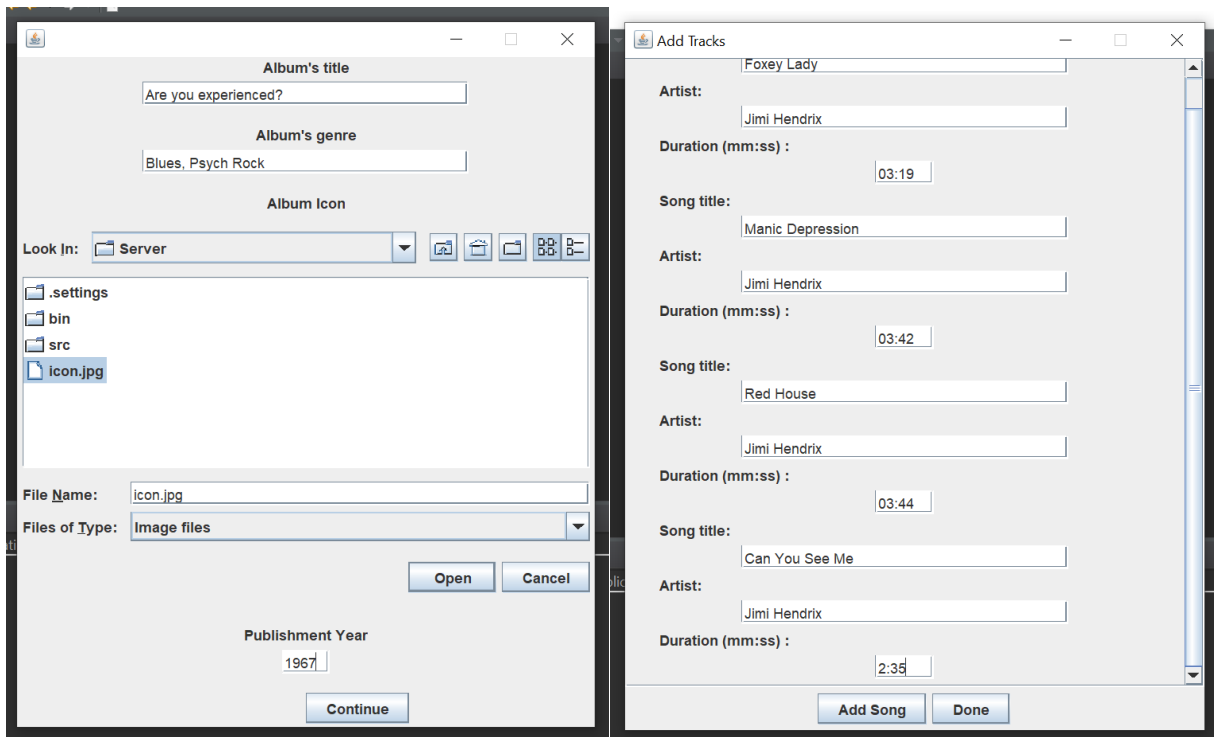 Album's title
Are you experienced?
Album's genre
Blues, Psych Rock
Album Icon
Look In: Server
.settings
bin
src
icon.jpg
File Name: icon.jpg
Files of Type: Image files
Open Cancel
Publishment Year
1967
Continue
Add Tracks
Foxey Lady
Artist:
Jimi Hendrix
Duration (mm:ss) :
03:19
Song title:
Manic Depression
Artist:
Jimi Hendrix
Duration (mm:ss) :
03:42
Song title:
Red House
Artist:
Jimi Hendrix
Duration (mm:ss) :
03:44
Song title:
Can You See Me
Artist:
Jimi Hendrix
Duration (mm:ss) :
2:35
Add Song Done